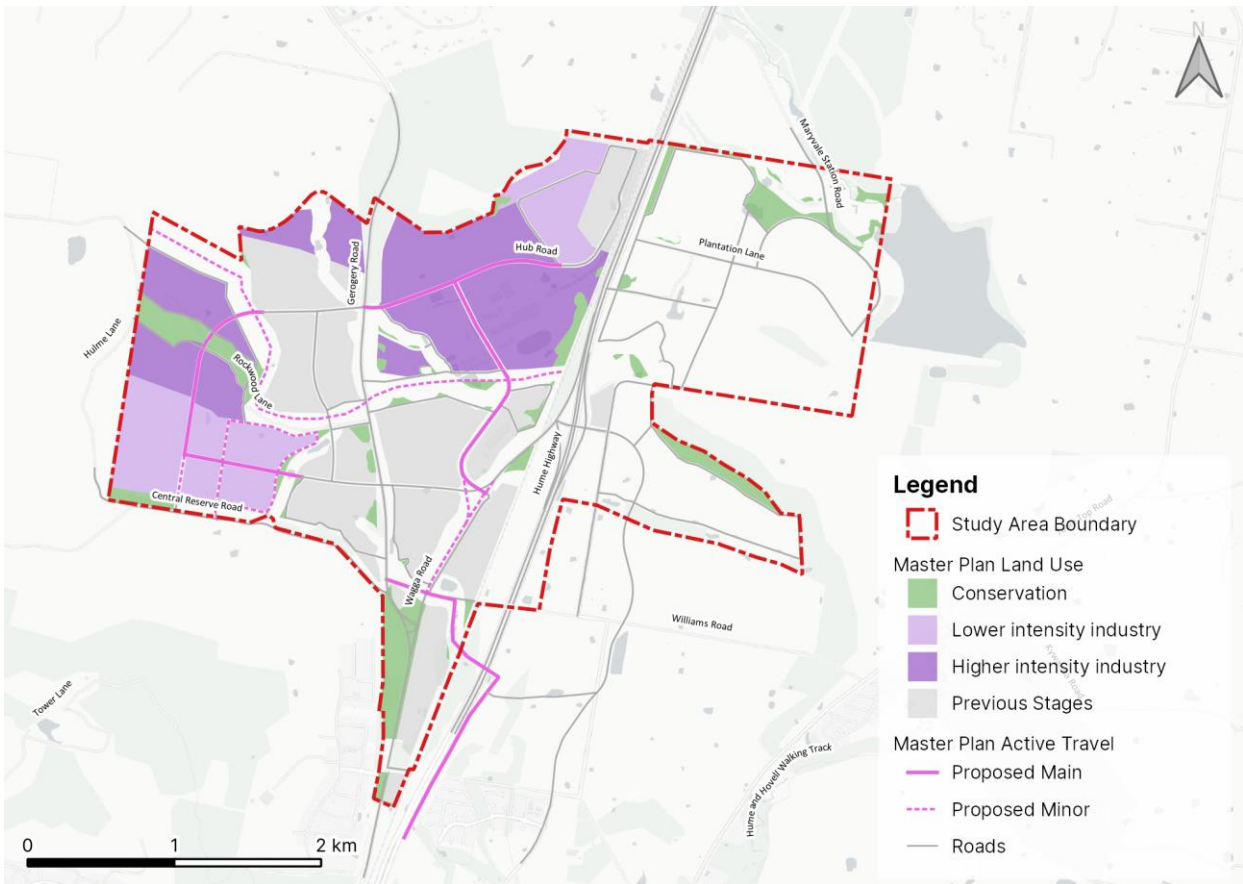 N
Maryvale Station Road
Plantation Lane
Hub Road
Gerogery Road
Hulme Lane
Rockwood Lane
Hume Highway
Central Reserve Road
Wagga Road
Williams Road
Tower Lane
Hume and Hovell Walking Track
Legend
Study Area Boundary
Top Road
Master Plan Land Use
Conservation
Lower intensity industry
Higher intensity industry
Road
Previous Stages
Master Plan Active Travel
Proposed Main
Proposed Minor
Roads
0 1 2 km